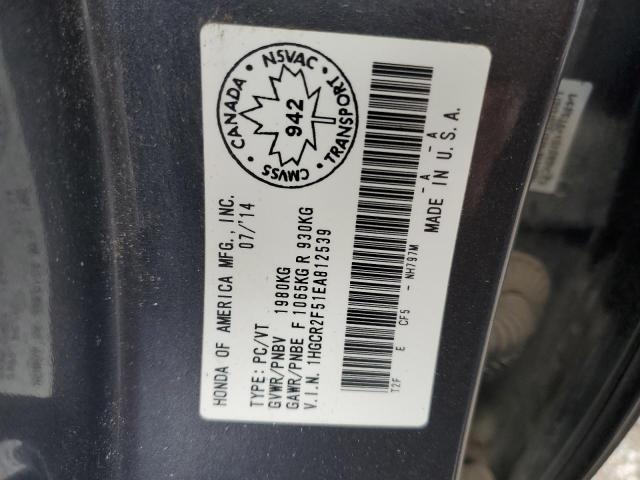 HONDA OF AMERICA MFG., INC.
07/'14
TYPE: PC/VT
GVWR/PNBV 1980KG
GAWR/PNBE F 1065KG R 930KG
V.I.N. 1HGCR2F51EA812539
CANADA • NSVAC • TRANSPORT • CMVSS •
942
T2F E CF5 - NH797M - A - A
MADE IN U.S.A.